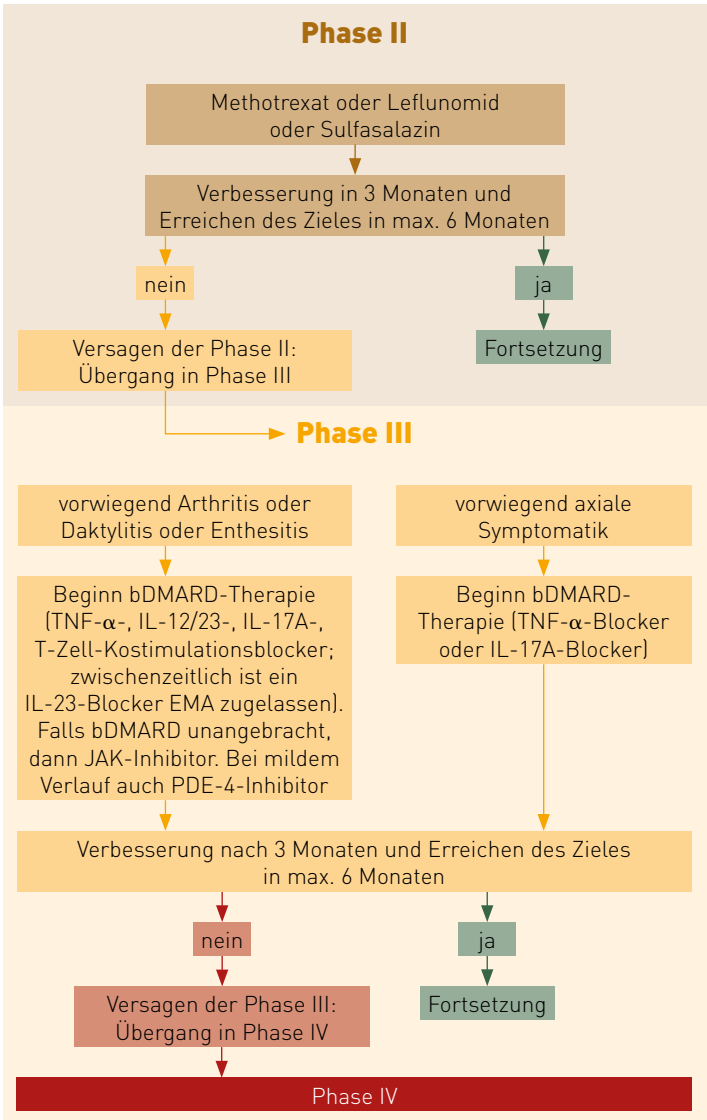 Phase II
Methotrexat oder Leflunomid
oder Sulfasalazin
Verbesserung in 3 Monaten und
Erreichen des Zieles in max. 6 Monaten
nein
ja
Versagen der Phase II:
Übergang in Phase III
Fortsetzung
Phase III
vorwiegend Arthritis oder
Daktylitis oder Enthesitis
vorwiegend axiale
Symptomatik
Beginn bDMARD-Therapie
(TNF-α-, IL-12/23-, IL-17A-,
T-Zell-Kostimulationsblocker;
zwischenzeitlich ist ein
IL-23-Blocker EMA zugelassen).
Falls bDMARD unangebracht,
dann JAK-Inhibitor. Bei mildem
Verlauf auch PDE-4-Inhibitor
Beginn bDMARD-
Therapie (TNF-α-Blocker
oder IL-17A-Blocker)
Verbesserung nach 3 Monaten und Erreichen des Zieles
in max. 6 Monaten
nein
ja
Versagen der Phase III:
Übergang in Phase IV
Fortsetzung
Phase IV